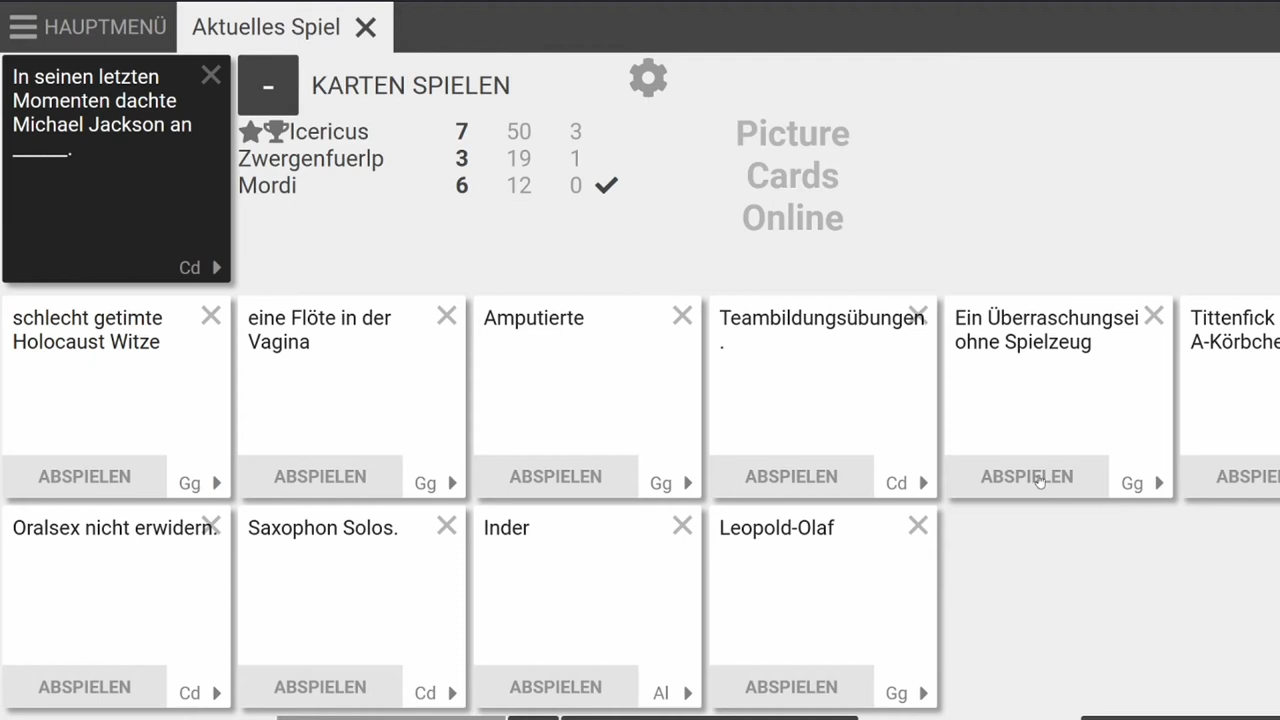 HAUPTMENÜ
Aktuelles Spiel
In seinen letzten
Momenten dachte
Michael Jackson an
_____.
Cd
-
KARTEN SPIELEN
Icericus 7 50 3
Zwergenfuerlp 3 19 1
Mordi 6 12 0
Picture
Cards
Online
schlecht getimte
Holocaust Witze
ABSPIELEN
Gg
eine Flöte in der
Vagina
ABSPIELEN
Gg
Amputierte
ABSPIELEN
Gg
Teambildungsübungen
.
ABSPIELEN
Cd
Ein Überraschungsei
ohne Spielzeug
ABSPIELEN
Gg
Tittenfick
A-Körbche
ABSPIELE
Oralsex nicht erwidern.
ABSPIELEN
Cd
Saxophon Solos.
ABSPIELEN
Cd
Inder
ABSPIELEN
Al
Leopold-Olaf
ABSPIELEN
Gg